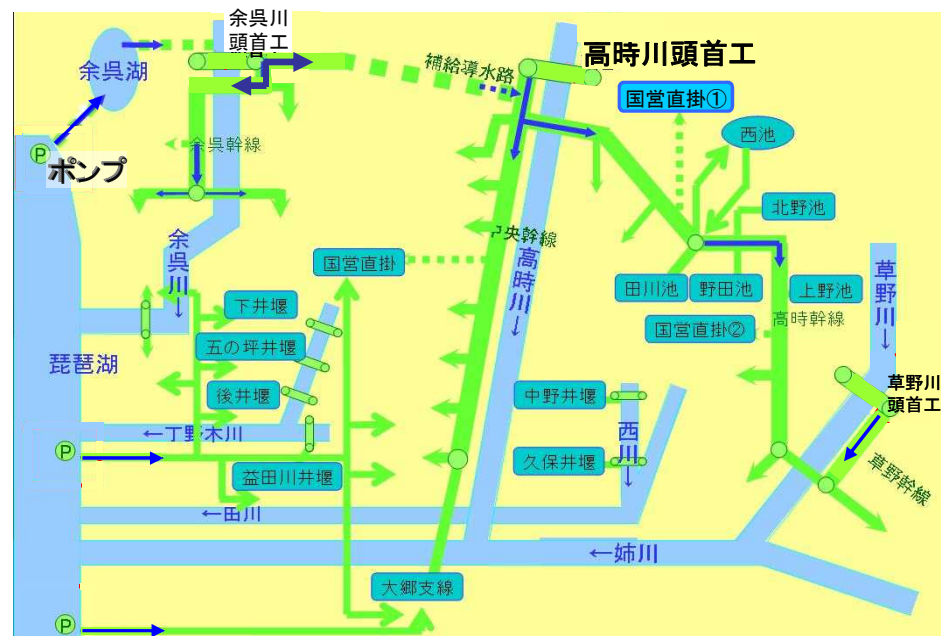 余呉川
頭首工
余呉湖
補給導水路
高時川頭首工
国営直掛①
西池
P
ポンプ
余呉幹線
北野池
央幹線
余呉川→
国営直掛
高時川→
田川池
野田池
上野池
草野川→
下井堰
国営直掛②
高時幹線
五の坪井堰
琵琶湖
後井堰
中野井堰
草野川
頭首工
←丁野木川
西川→
P
益田川井堰
久保井堰
草野幹線
←田川
←姉川
大郷支線
P